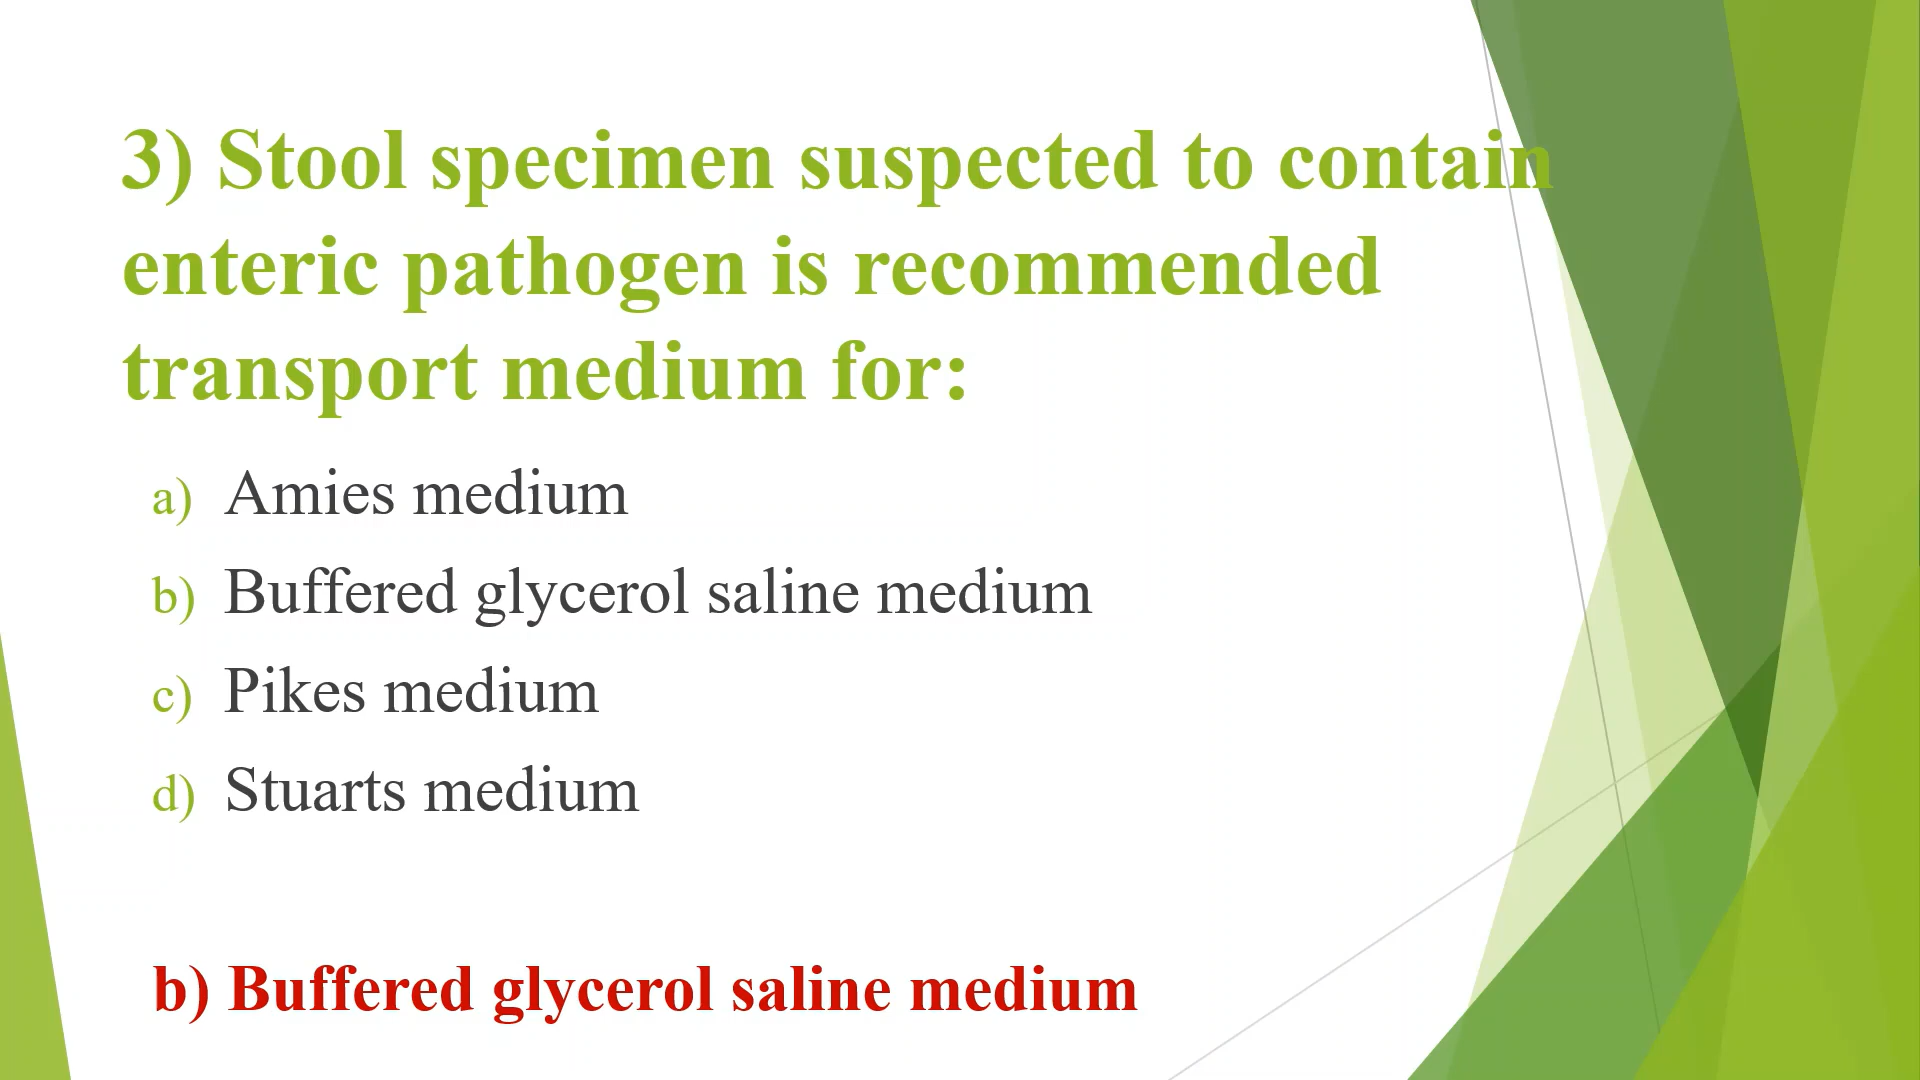 3) Stool specimen suspected to contain
enteric pathogen is recommended
transport medium for:
a) Amies medium
b) Buffered glycerol saline medium
c) Pikes medium
d) Stuarts medium
b) Buffered glycerol saline medium